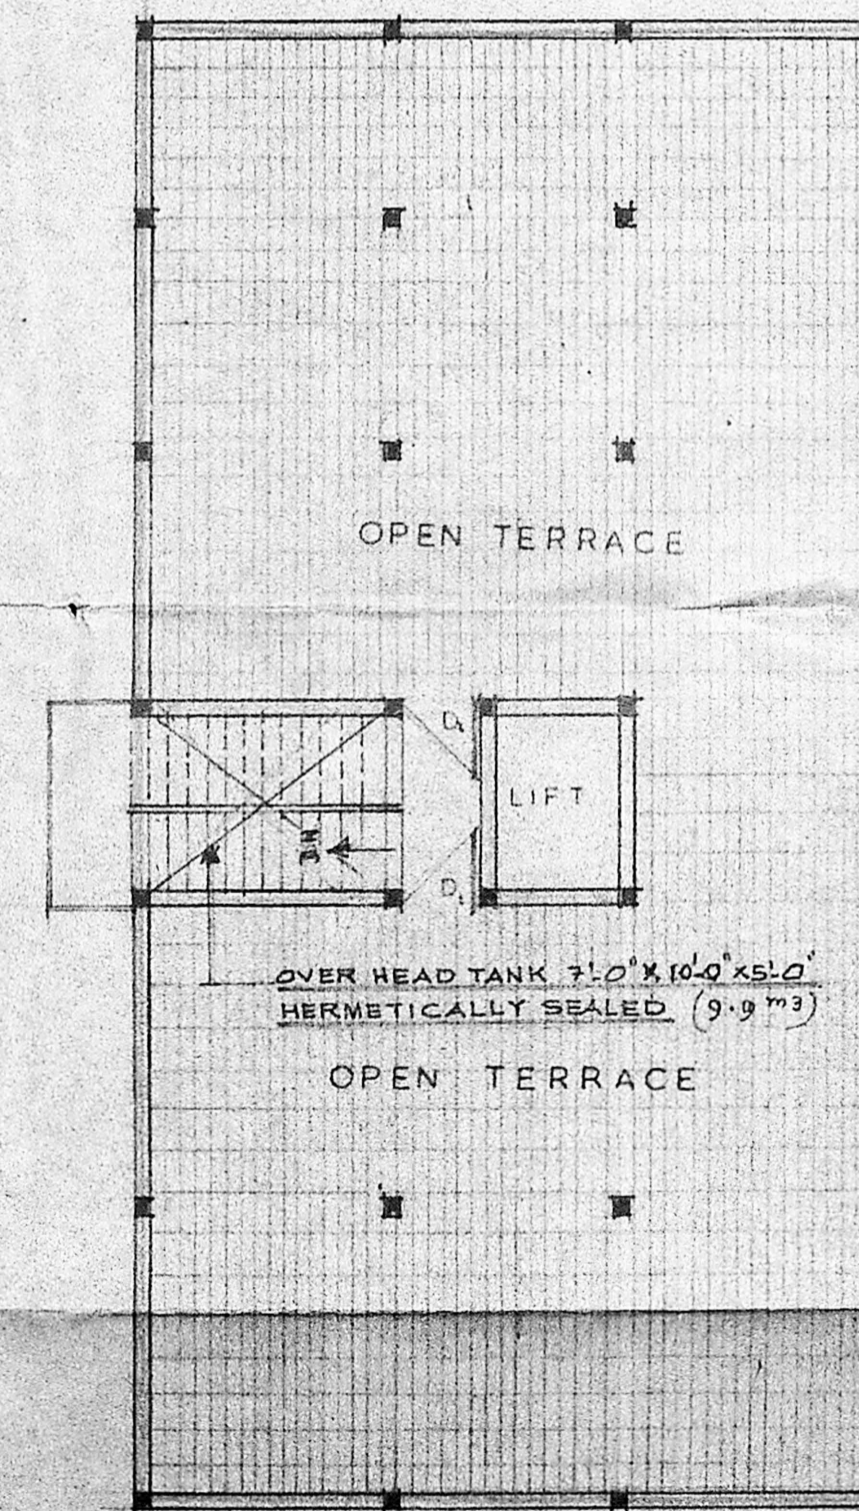 OPEN TERRACE
D₁
LIFT
DN
D₁
OVER HEAD TANK 7'-0" X 10'-0" X 5'-0"
HERMETICALLY SEALED (9.9 m3)
OPEN TERRACE